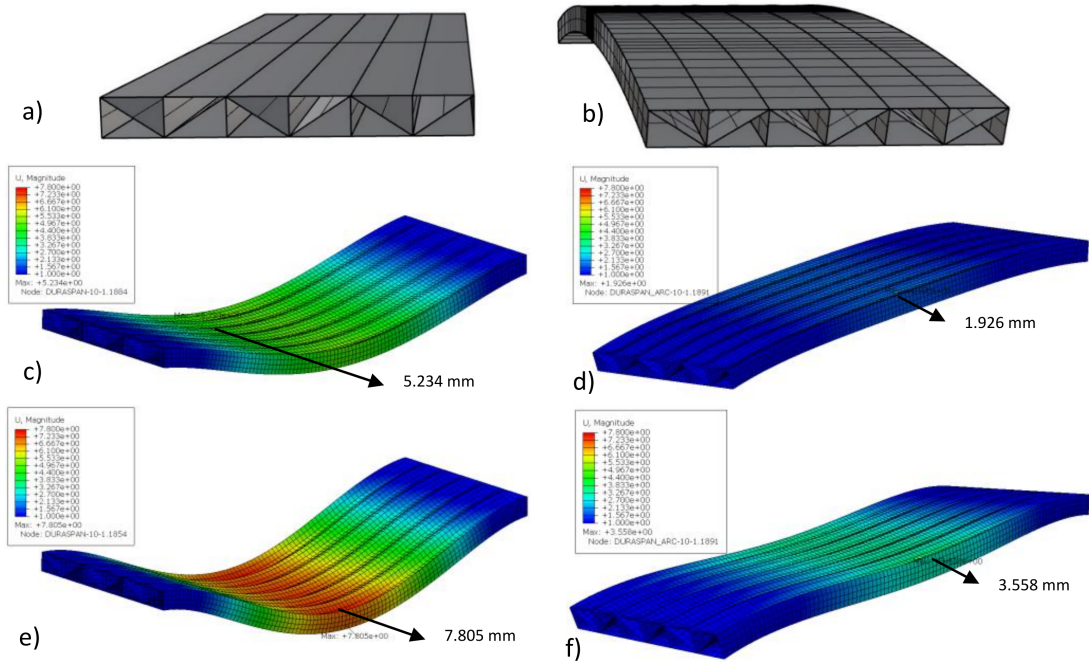 a)
b)
U, Magnitude
+7.800e+00
+7.233e+00
+6.667e+00
+6.100e+00
+5.533e+00
+4.967e+00
+4.400e+00
+3.833e+00
+3.267e+00
+2.700e+00
+2.133e+00
+1.567e+00
+1.000e+00
Max: +5.234e+00
Node: DURASPAN-10-1.1884
5.234 mm
c)
U, Magnitude
+7.800e+00
+7.233e+00
+6.667e+00
+6.100e+00
+5.533e+00
+4.967e+00
+4.400e+00
+3.833e+00
+3.267e+00
+2.700e+00
+2.133e+00
+1.567e+00
+1.000e+00
Max: +1.926e+00
Node: DURASPAN_ARC-10-1.1891
1.926 mm
d)
U, Magnitude
+7.800e+00
+7.233e+00
+6.667e+00
+6.100e+00
+5.533e+00
+4.967e+00
+4.400e+00
+3.833e+00
+3.267e+00
+2.700e+00
+2.133e+00
+1.567e+00
+1.000e+00
Max: +7.805e+00
Node: DURASPAN-10-1.1854
Max: +7.805e+00
7.805 mm
e)
U, Magnitude
+7.800e+00
+7.233e+00
+6.667e+00
+6.100e+00
+5.533e+00
+4.967e+00
+4.400e+00
+3.833e+00
+3.267e+00
+2.700e+00
+2.133e+00
+1.567e+00
+1.000e+00
Max: +3.558e+00
Node: DURASPAN_ARC-10-1.1891
3.558 mm
f)